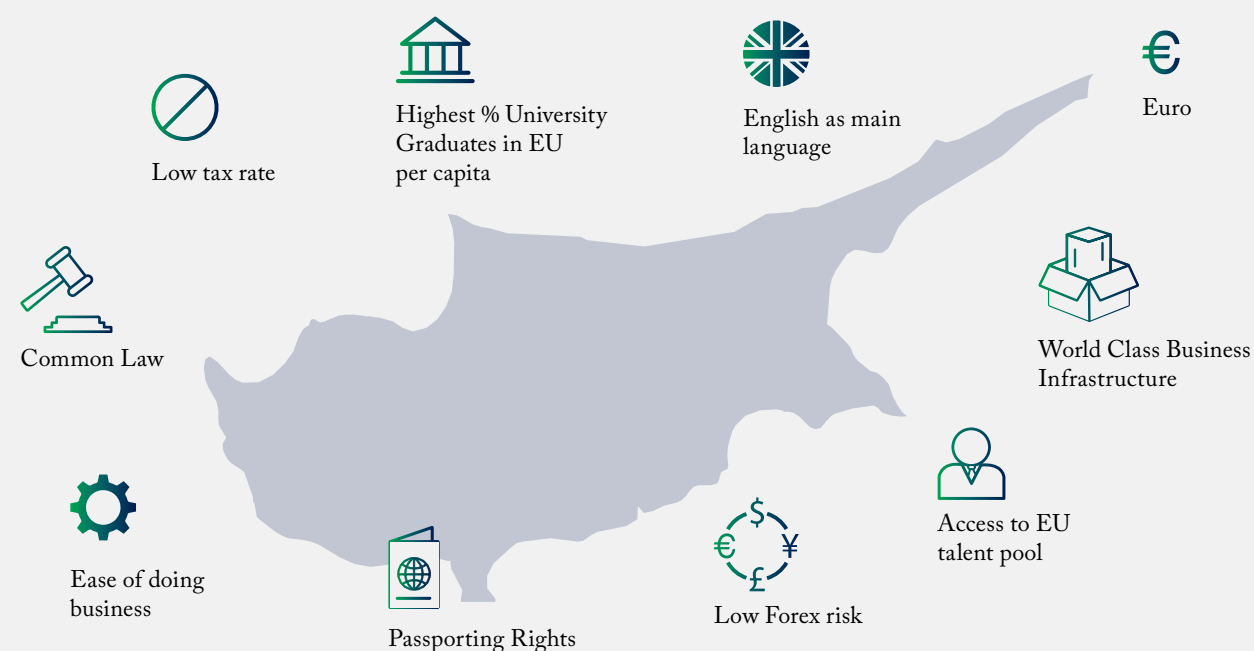 Low tax rate
Highest % University
Graduates in EU
per capita
English as main
language
€
Euro
Common Law
World Class Business
Infrastructure
Ease of doing
business
Passporting Rights
$
€
¥
£
Low Forex risk
Access to EU
talent pool